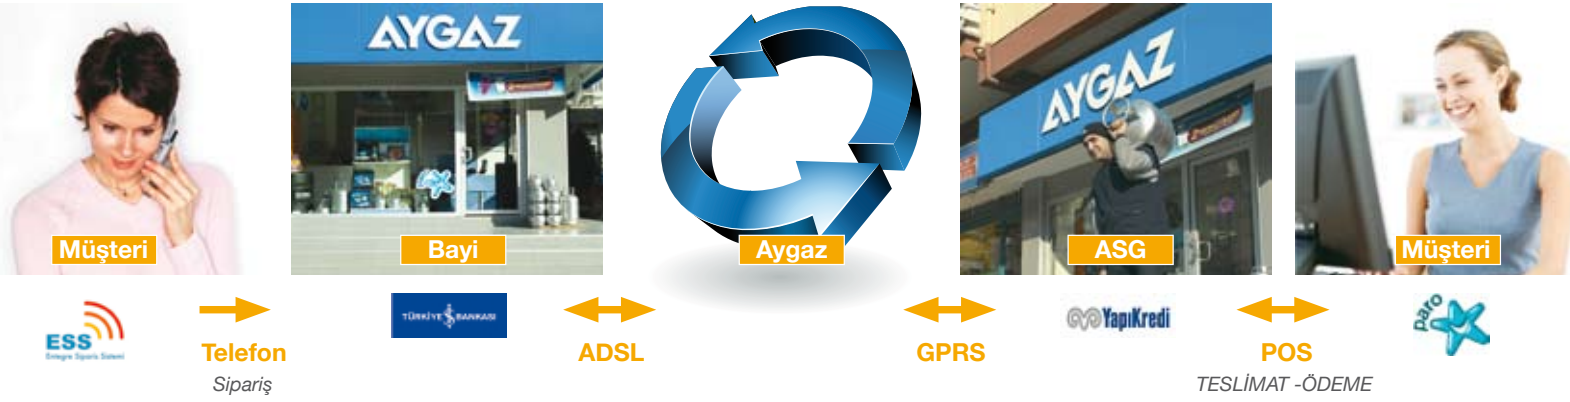 AYGAZ
AYGAZ
Müşteri
Bayi
Aygaz
ASG
Müşteri
ESS
Entegre Sipariş Sistemi
TÜRKİYE İŞ BANKASI
YapıKredi
paro
Telefon
ADSL
GPRS
POS
Sipariş
TESLİMAT -ÖDEME